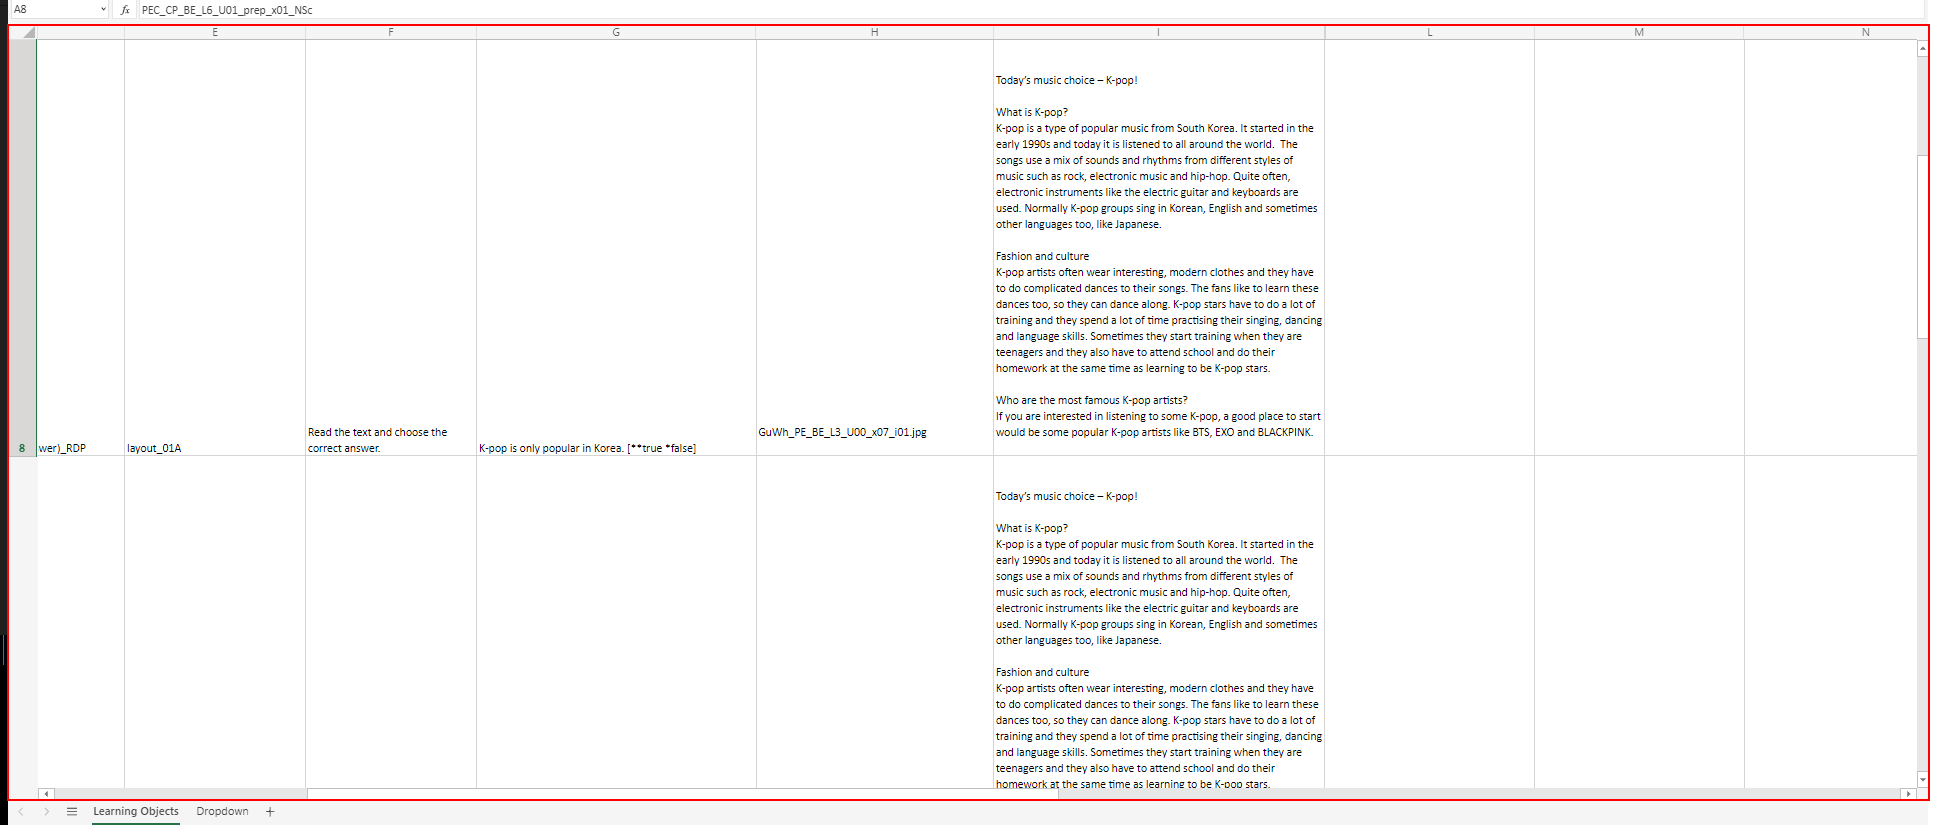 A8 fx PEC_CP_BE_L6_U01_prep_x01_NSc
E F G H I L M N
Today’s music choice – K-pop!
What is K-pop?
K-pop is a type of popular music from South Korea. It started in the
early 1990s and today it is listened to all around the world.  The
songs use a mix of sounds and rhythms from different styles of
music such as rock, electronic music and hip-hop. Quite often,
electronic instruments like the electric guitar and keyboards are
used. Normally K-pop groups sing in Korean, English and sometimes
other languages too, like Japanese.
Fashion and culture
K-pop artists often wear interesting, modern clothes and they have
to do complicated dances to their songs. The fans like to learn these
dances too, so they can dance along. K-pop stars have to do a lot of
training and they spend a lot of time practising their singing, dancing
and language skills. Sometimes they start training when they are
teenagers and they also have to attend school and do their
homework at the same time as learning to be K-pop stars.
Who are the most famous K-pop artists?
If you are interested in listening to some K-pop, a good place to start
would be some popular K-pop artists like BTS, EXO and BLACKPINK.
8 wer)_RDP
layout_01A
Read the text and choose the
correct answer.
K-pop is only popular in Korea. [**true *false]
GuWh_PE_BE_L3_U00_x07_i01.jpg
Today’s music choice – K-pop!
What is K-pop?
K-pop is a type of popular music from South Korea. It started in the
early 1990s and today it is listened to all around the world.  The
songs use a mix of sounds and rhythms from different styles of
music such as rock, electronic music and hip-hop. Quite often,
electronic instruments like the electric guitar and keyboards are
used. Normally K-pop groups sing in Korean, English and sometimes
other languages too, like Japanese.
Fashion and culture
K-pop artists often wear interesting, modern clothes and they have
to do complicated dances to their songs. The fans like to learn these
dances too, so they can dance along. K-pop stars have to do a lot of
training and they spend a lot of time practising their singing, dancing
and language skills. Sometimes they start training when they are
teenagers and they also have to attend school and do their
homework at the same time as learning to be K-pop stars.
Learning Objects Dropdown +